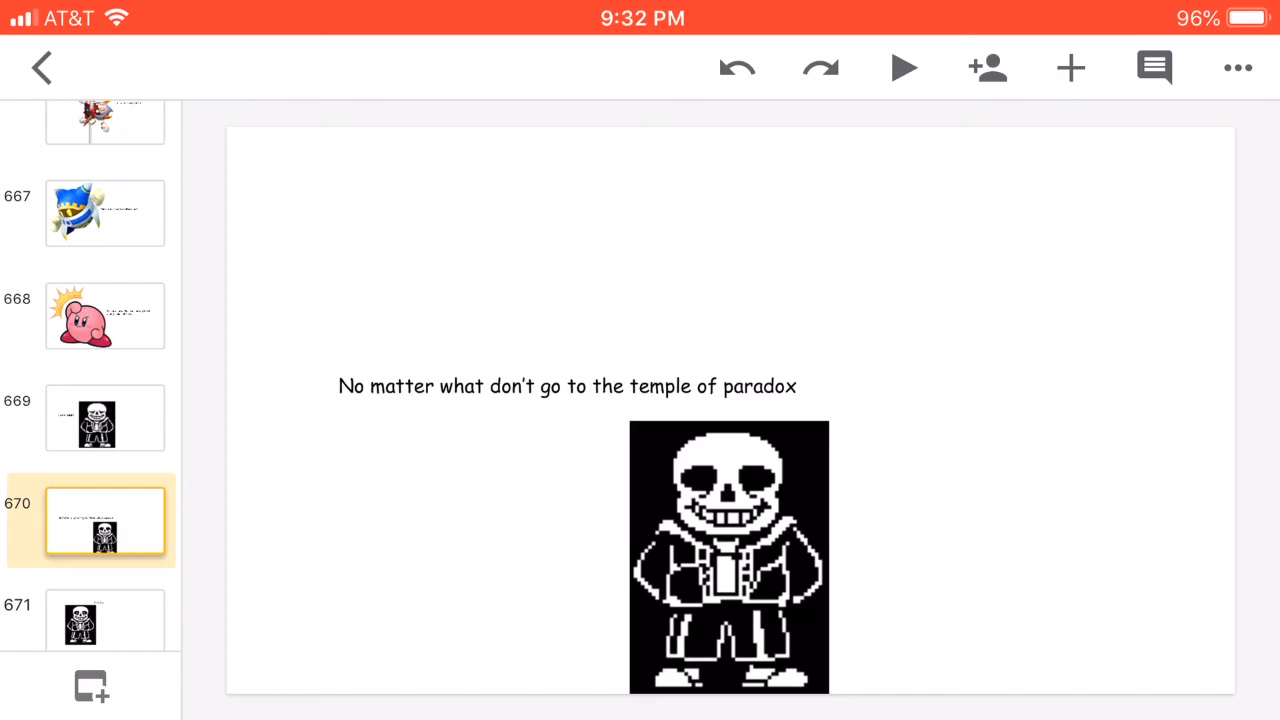 AT&T
9:32 PM
96%
667
668
669
670
671
No matter what don't go to the temple of paradox